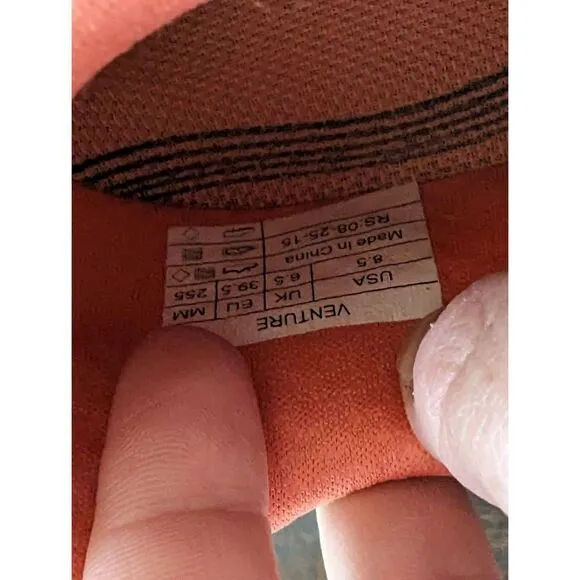 VENTURE
USA UK EU MM
8.5 6.5 39.5 255
Made In China
RS-08-25-15